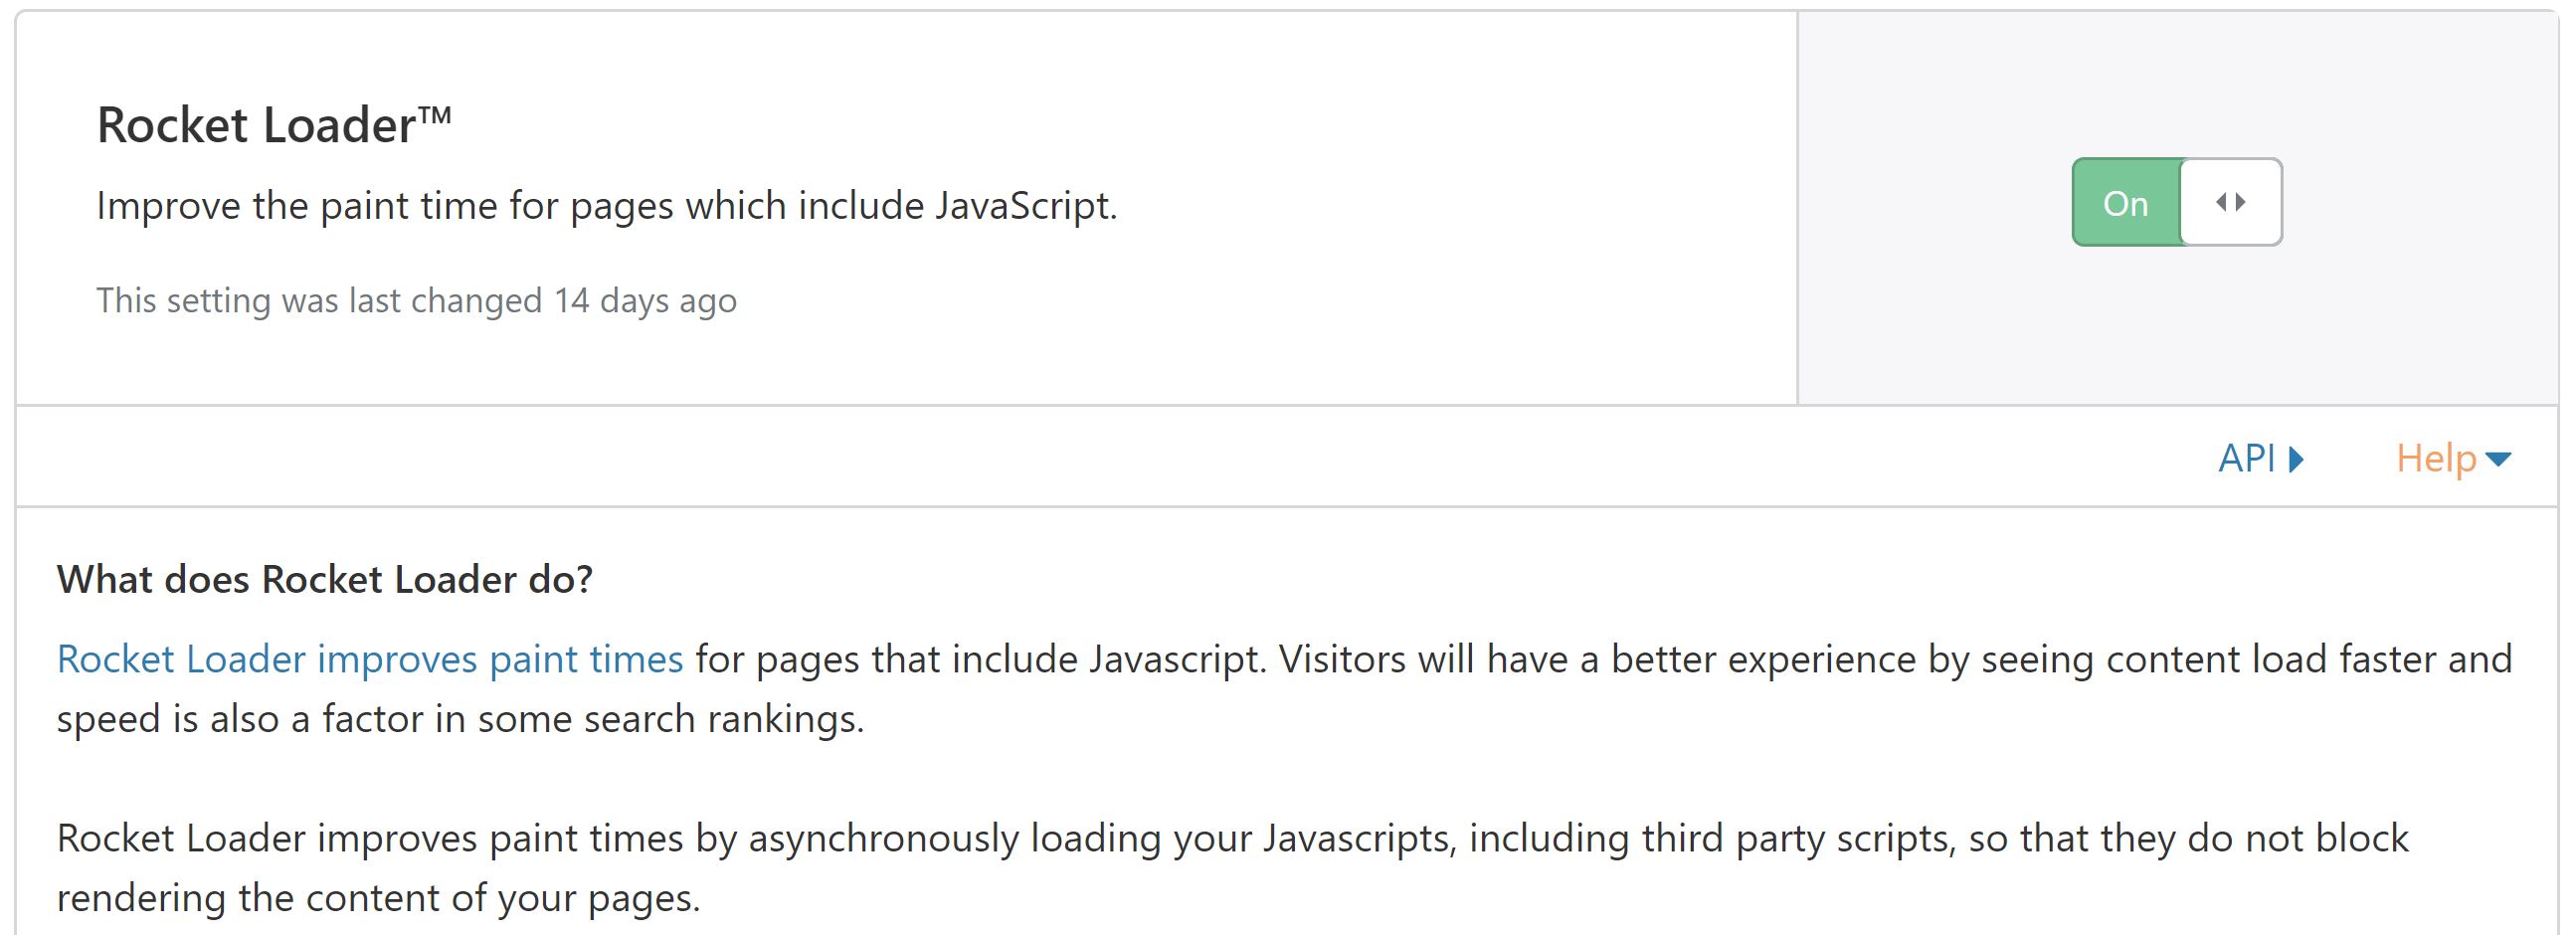 Rocket Loader™
Improve the paint time for pages which include JavaScript.
This setting was last changed 14 days ago
On
API
Help
What does Rocket Loader do?
Rocket Loader improves paint times for pages that include Javascript. Visitors will have a better experience by seeing content load faster and
speed is also a factor in some search rankings.
Rocket Loader improves paint times by asynchronously loading your Javascripts, including third party scripts, so that they do not block
rendering the content of your pages.